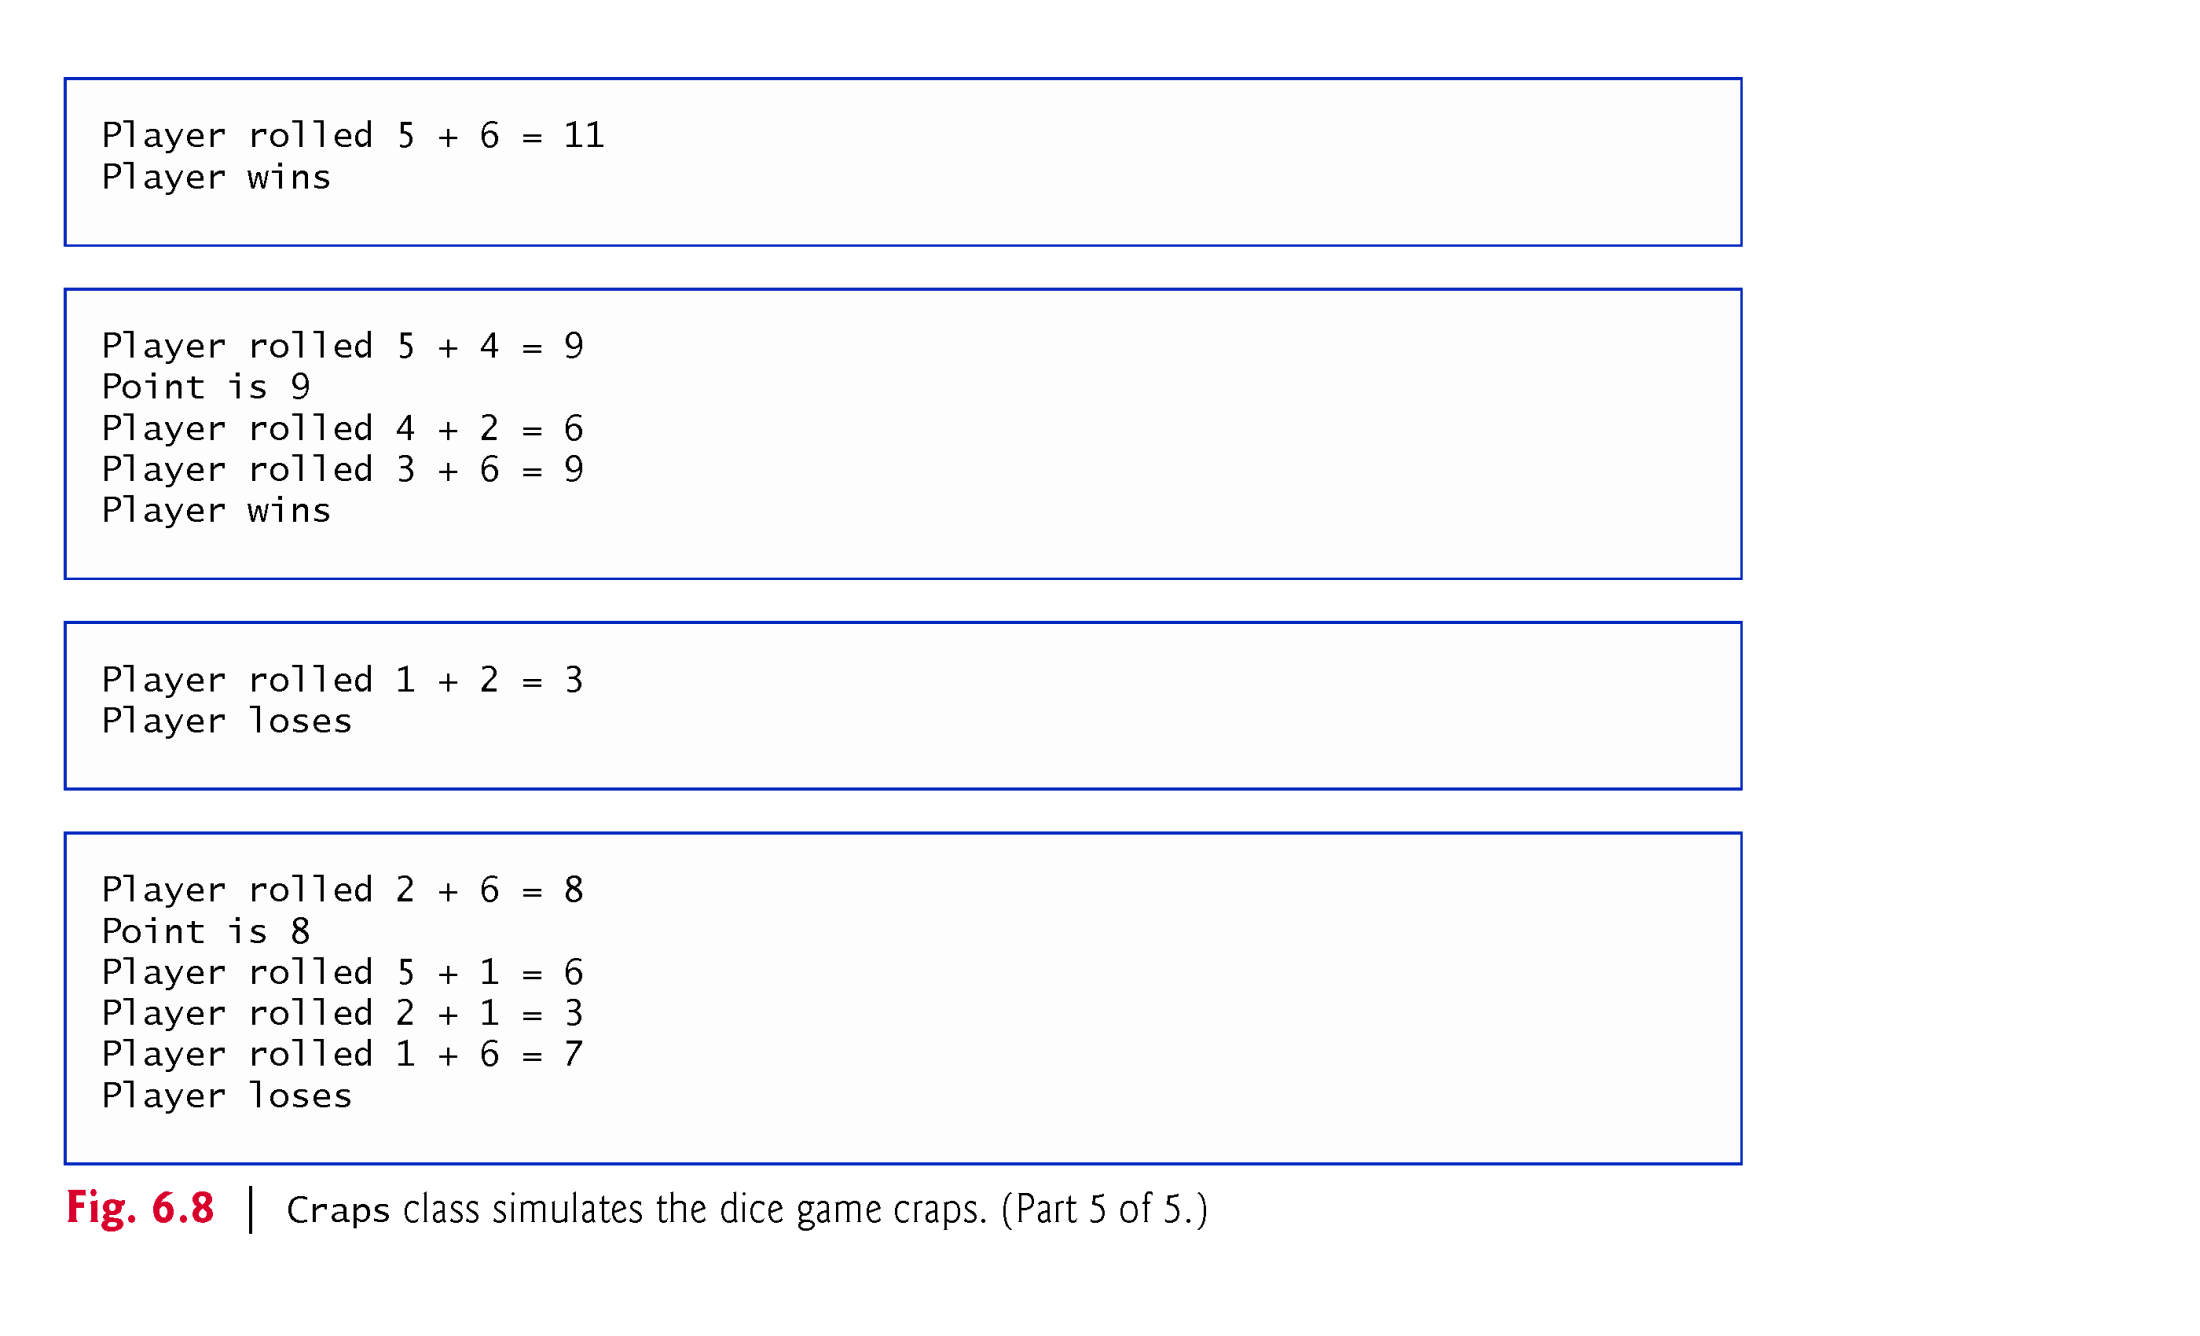 Player rolled 5 + 6 = 11
Player wins
Player rolled 5 + 4 = 9
Point is 9
Player rolled 4 + 2 = 6
Player rolled 3 + 6 = 9
Player wins
Player rolled 1 + 2 = 3
Player loses
Player rolled 2 + 6 = 8
Point is 8
Player rolled 5 + 1 = 6
Player rolled 2 + 1 = 3
Player rolled 1 + 6 = 7
Player loses
Fig. 6.8 | Craps class simulates the dice game craps. (Part 5 of 5.)